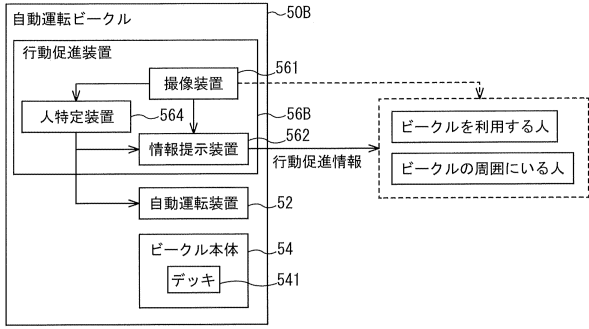 自動運転ビークル
50B
行動促進装置
撮像装置
561
人特定装置
564
56B
情報提示装置
562
行動促進情報
ビークルを利用する人
ビークルの周囲にいる人
自動運転装置
52
ビークル本体
54
デッキ
541